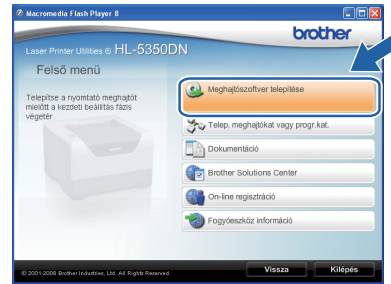 Macromedia Flash Player 8
brother
Laser Printer Utilities © HL-5350DN
Felső menü
Telepítse a nyomtató meghajtót
mielőtt a kezdeti beállítás fázis
végetér
Meghajtószoftver telepítése
Telep. meghajtókat vagy progr.kat.
Dokumentáció
Brother Solutions Center
On-line regisztráció
Fogyóeszköz információ
© 2001-2008 Brother Industries, Ltd. All Rights Reserved.
Vissza
Kilépés